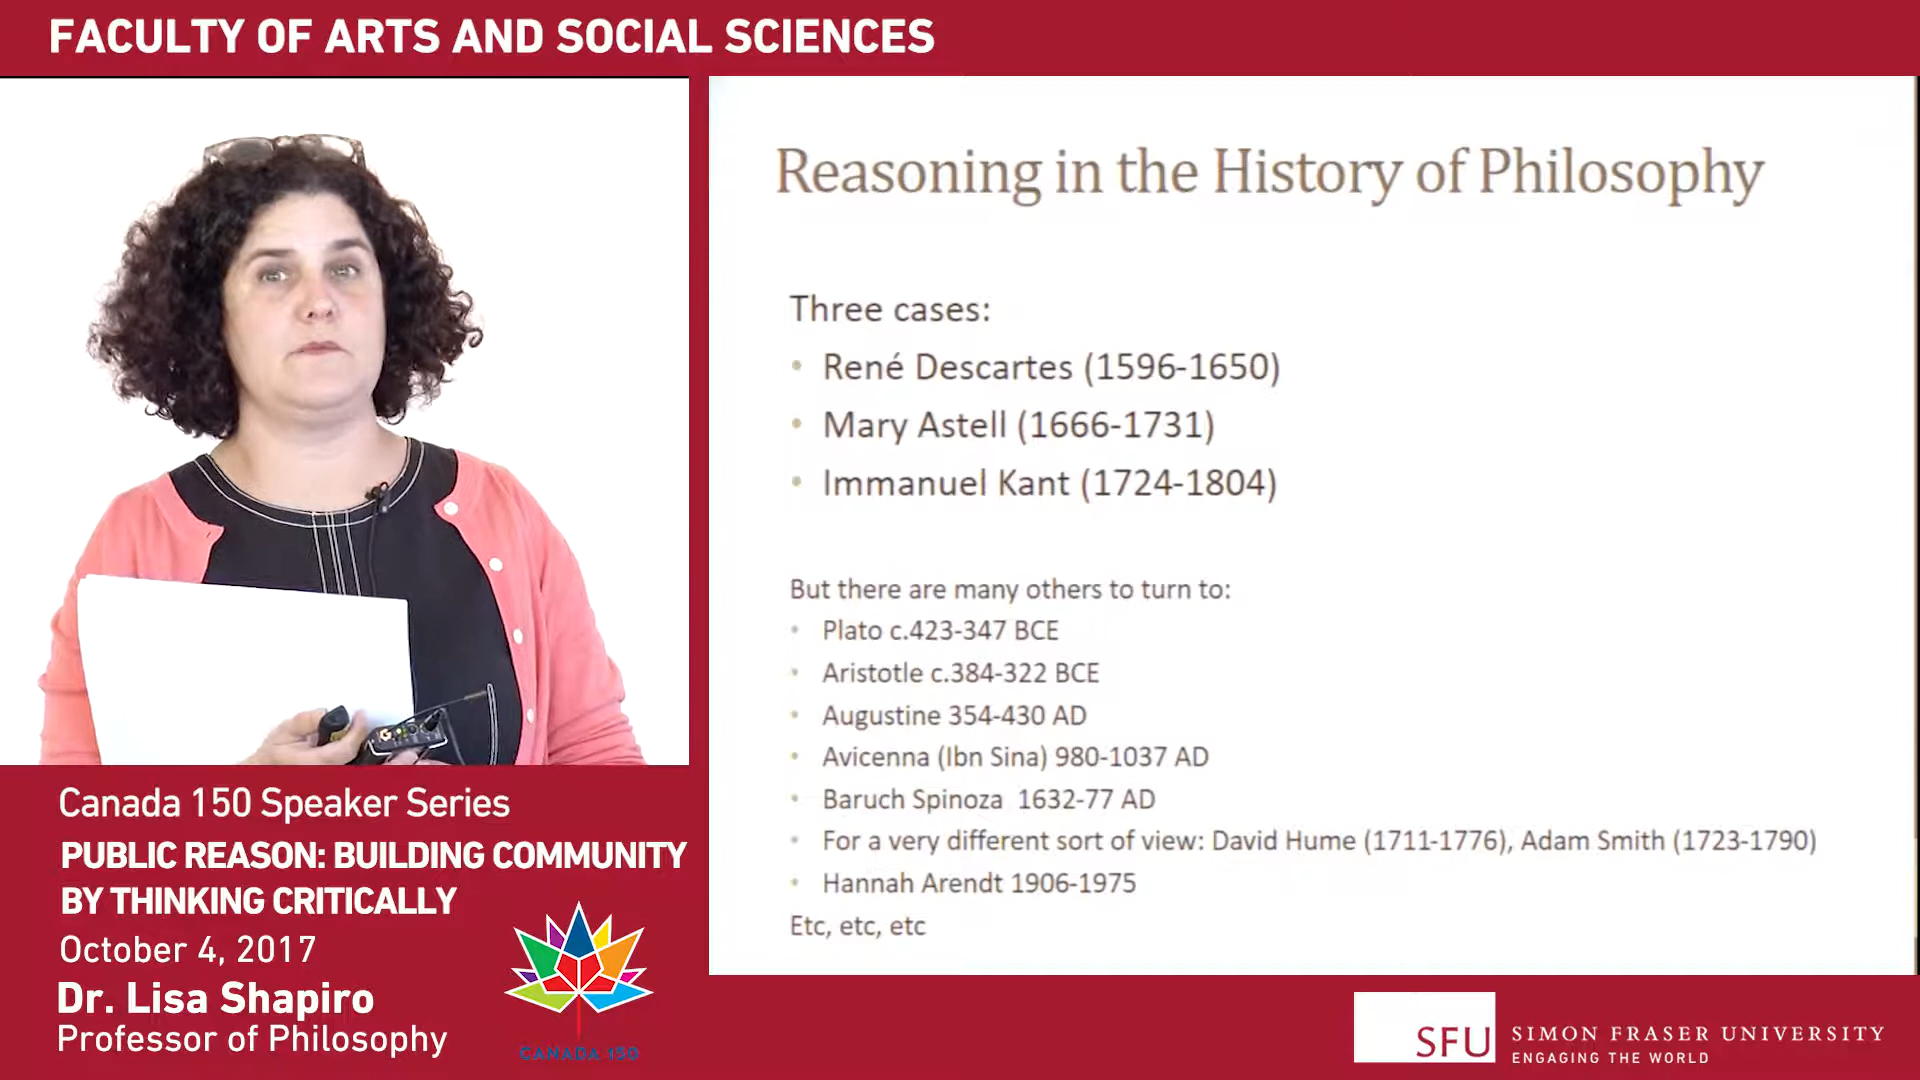 FACULTY OF ARTS AND SOCIAL SCIENCES
Reasoning in the History of Philosophy
Three cases:
• René Descartes (1596-1650)
• Mary Astell (1666-1731)
• Immanuel Kant (1724-1804)
But there are many others to turn to:
• Plato c.423-347 BCE
• Aristotle c.384-322 BCE
• Augustine 354-430 AD
• Avicenna (Ibn Sina) 980-1037 AD
• Baruch Spinoza 1632-77 AD
• For a very different sort of view: David Hume (1711-1776), Adam Smith (1723-1790)
• Hannah Arendt 1906-1975
Etc, etc, etc
Canada 150 Speaker Series
PUBLIC REASON: BUILDING COMMUNITY
BY THINKING CRITICALLY
October 4, 2017
Dr. Lisa Shapiro
Professor of Philosophy
CANADA 150
SFU
SIMON FRASER UNIVERSITY
ENGAGING THE WORLD